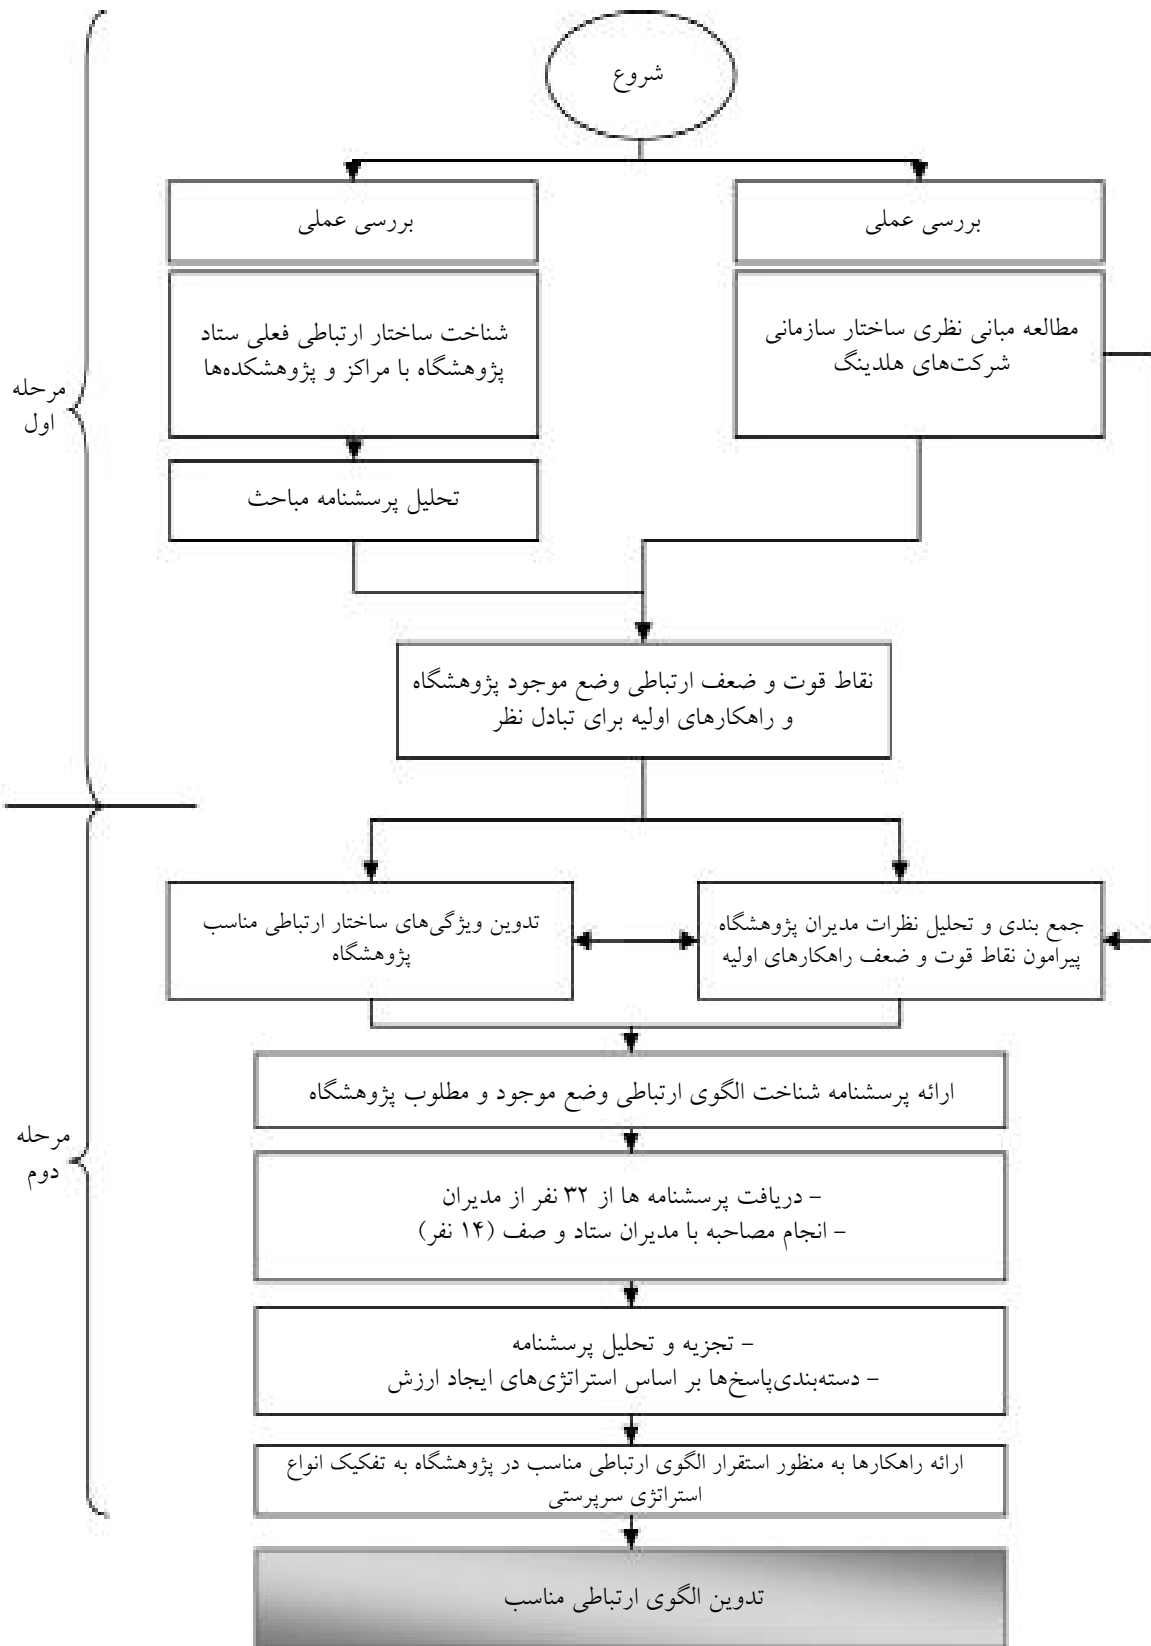 شروع
بررسی عملی
بررسی عملی
مطالعه مبانی نظری ساختار سازمانی
شرکت‌های هلدینگ
شناخت ساختار ارتباطی فعلی ستاد
پژوهشگاه با مراکز و پژوهشکده‌ها
مرحله
اول
تحلیل پرسشنامه مباحث
نقاط قوت و ضعف ارتباطی وضع موجود پژوهشگاه
و راهکارهای اولیه برای تبادل نظر
جمع بندی و تحلیل نظرات مدیران پژوهشگاه
پیرامون نقاط قوت و ضعف راهکارهای اولیه
تدوین ویژگی‌های ساختار ارتباطی مناسب
پژوهشگاه
ارائه پرسشنامه شناخت الگوی ارتباطی وضع موجود و مطلوب پژوهشگاه
مرحله
دوم
– دریافت پرسشنامه ها از ۳۲ نفر از مدیران
– انجام مصاحبه با مدیران ستاد و صف (۱۴ نفر)
– تجزیه و تحلیل پرسشنامه
– دسته‌بندی‌پاسخ‌ها بر اساس استراتژی‌های ایجاد ارزش
ارائه راهکارها به منظور استقرار الگوی ارتباطی مناسب در پژوهشگاه به تفکیک انواع
استراتژی سرپرستی
تدوین الگوی ارتباطی مناسب